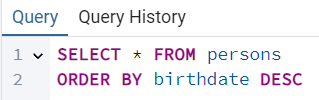 Query Query History
1 SELECT * FROM persons
2 ORDER BY birthdate DESC